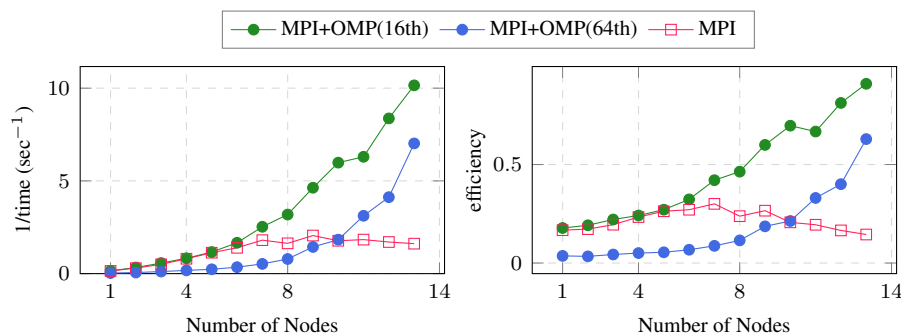 MPI+OMP(16th) MPI+OMP(64th) MPI
1/time (sec⁻¹)
10
5
0
1 4 8 14
Number of Nodes
efficiency
0.5
0
1 4 8 14
Number of Nodes